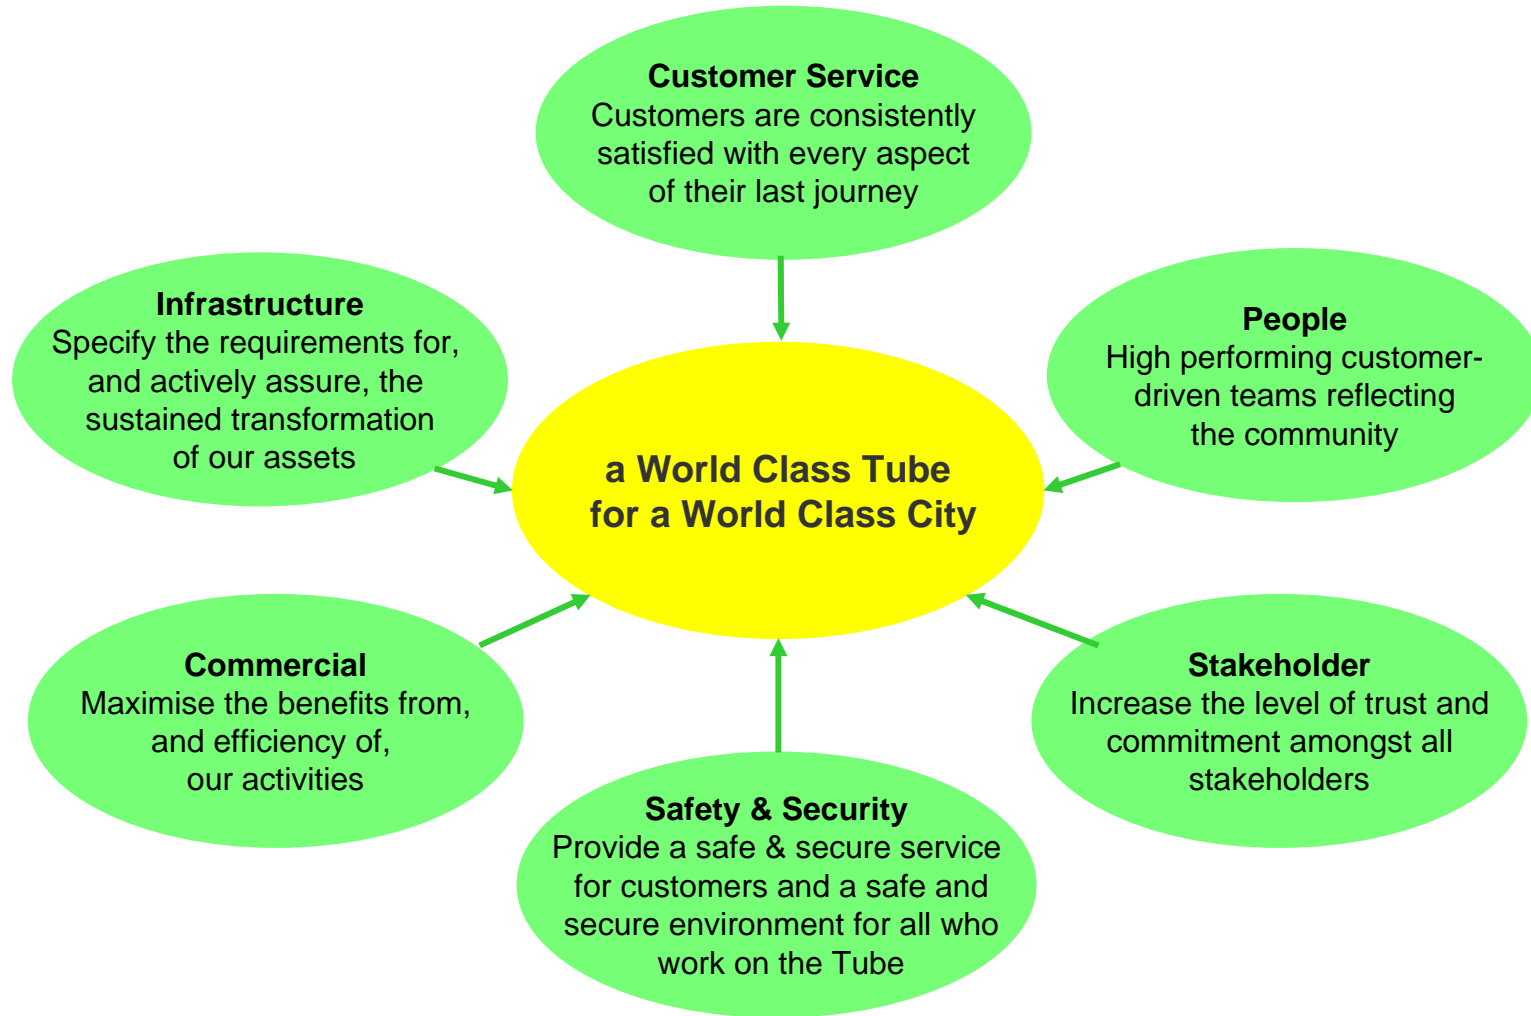 Customer Service
Customers are consistently
satisfied with every aspect
of their last journey
Infrastructure
Specify the requirements for,
and actively assure, the
sustained transformation
of our assets
People
High performing customer-
driven teams reflecting
the community
a World Class Tube
for a World Class City
Commercial
Maximise the benefits from,
and efficiency of,
our activities
Stakeholder
Increase the level of trust and
commitment amongst all
stakeholders
Safety & Security
Provide a safe & secure service
for customers and a safe and
secure environment for all who
work on the Tube